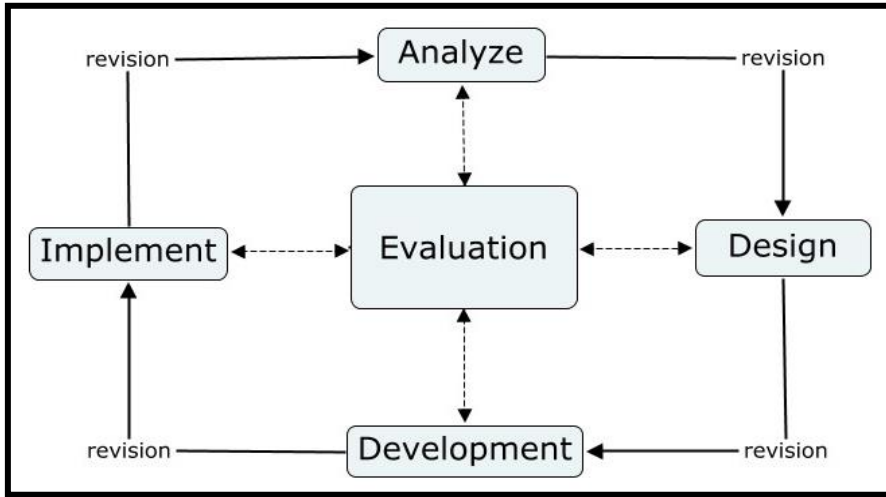 Analyze
revision
revision
Implement
Evaluation
Design
revision
Development
revision